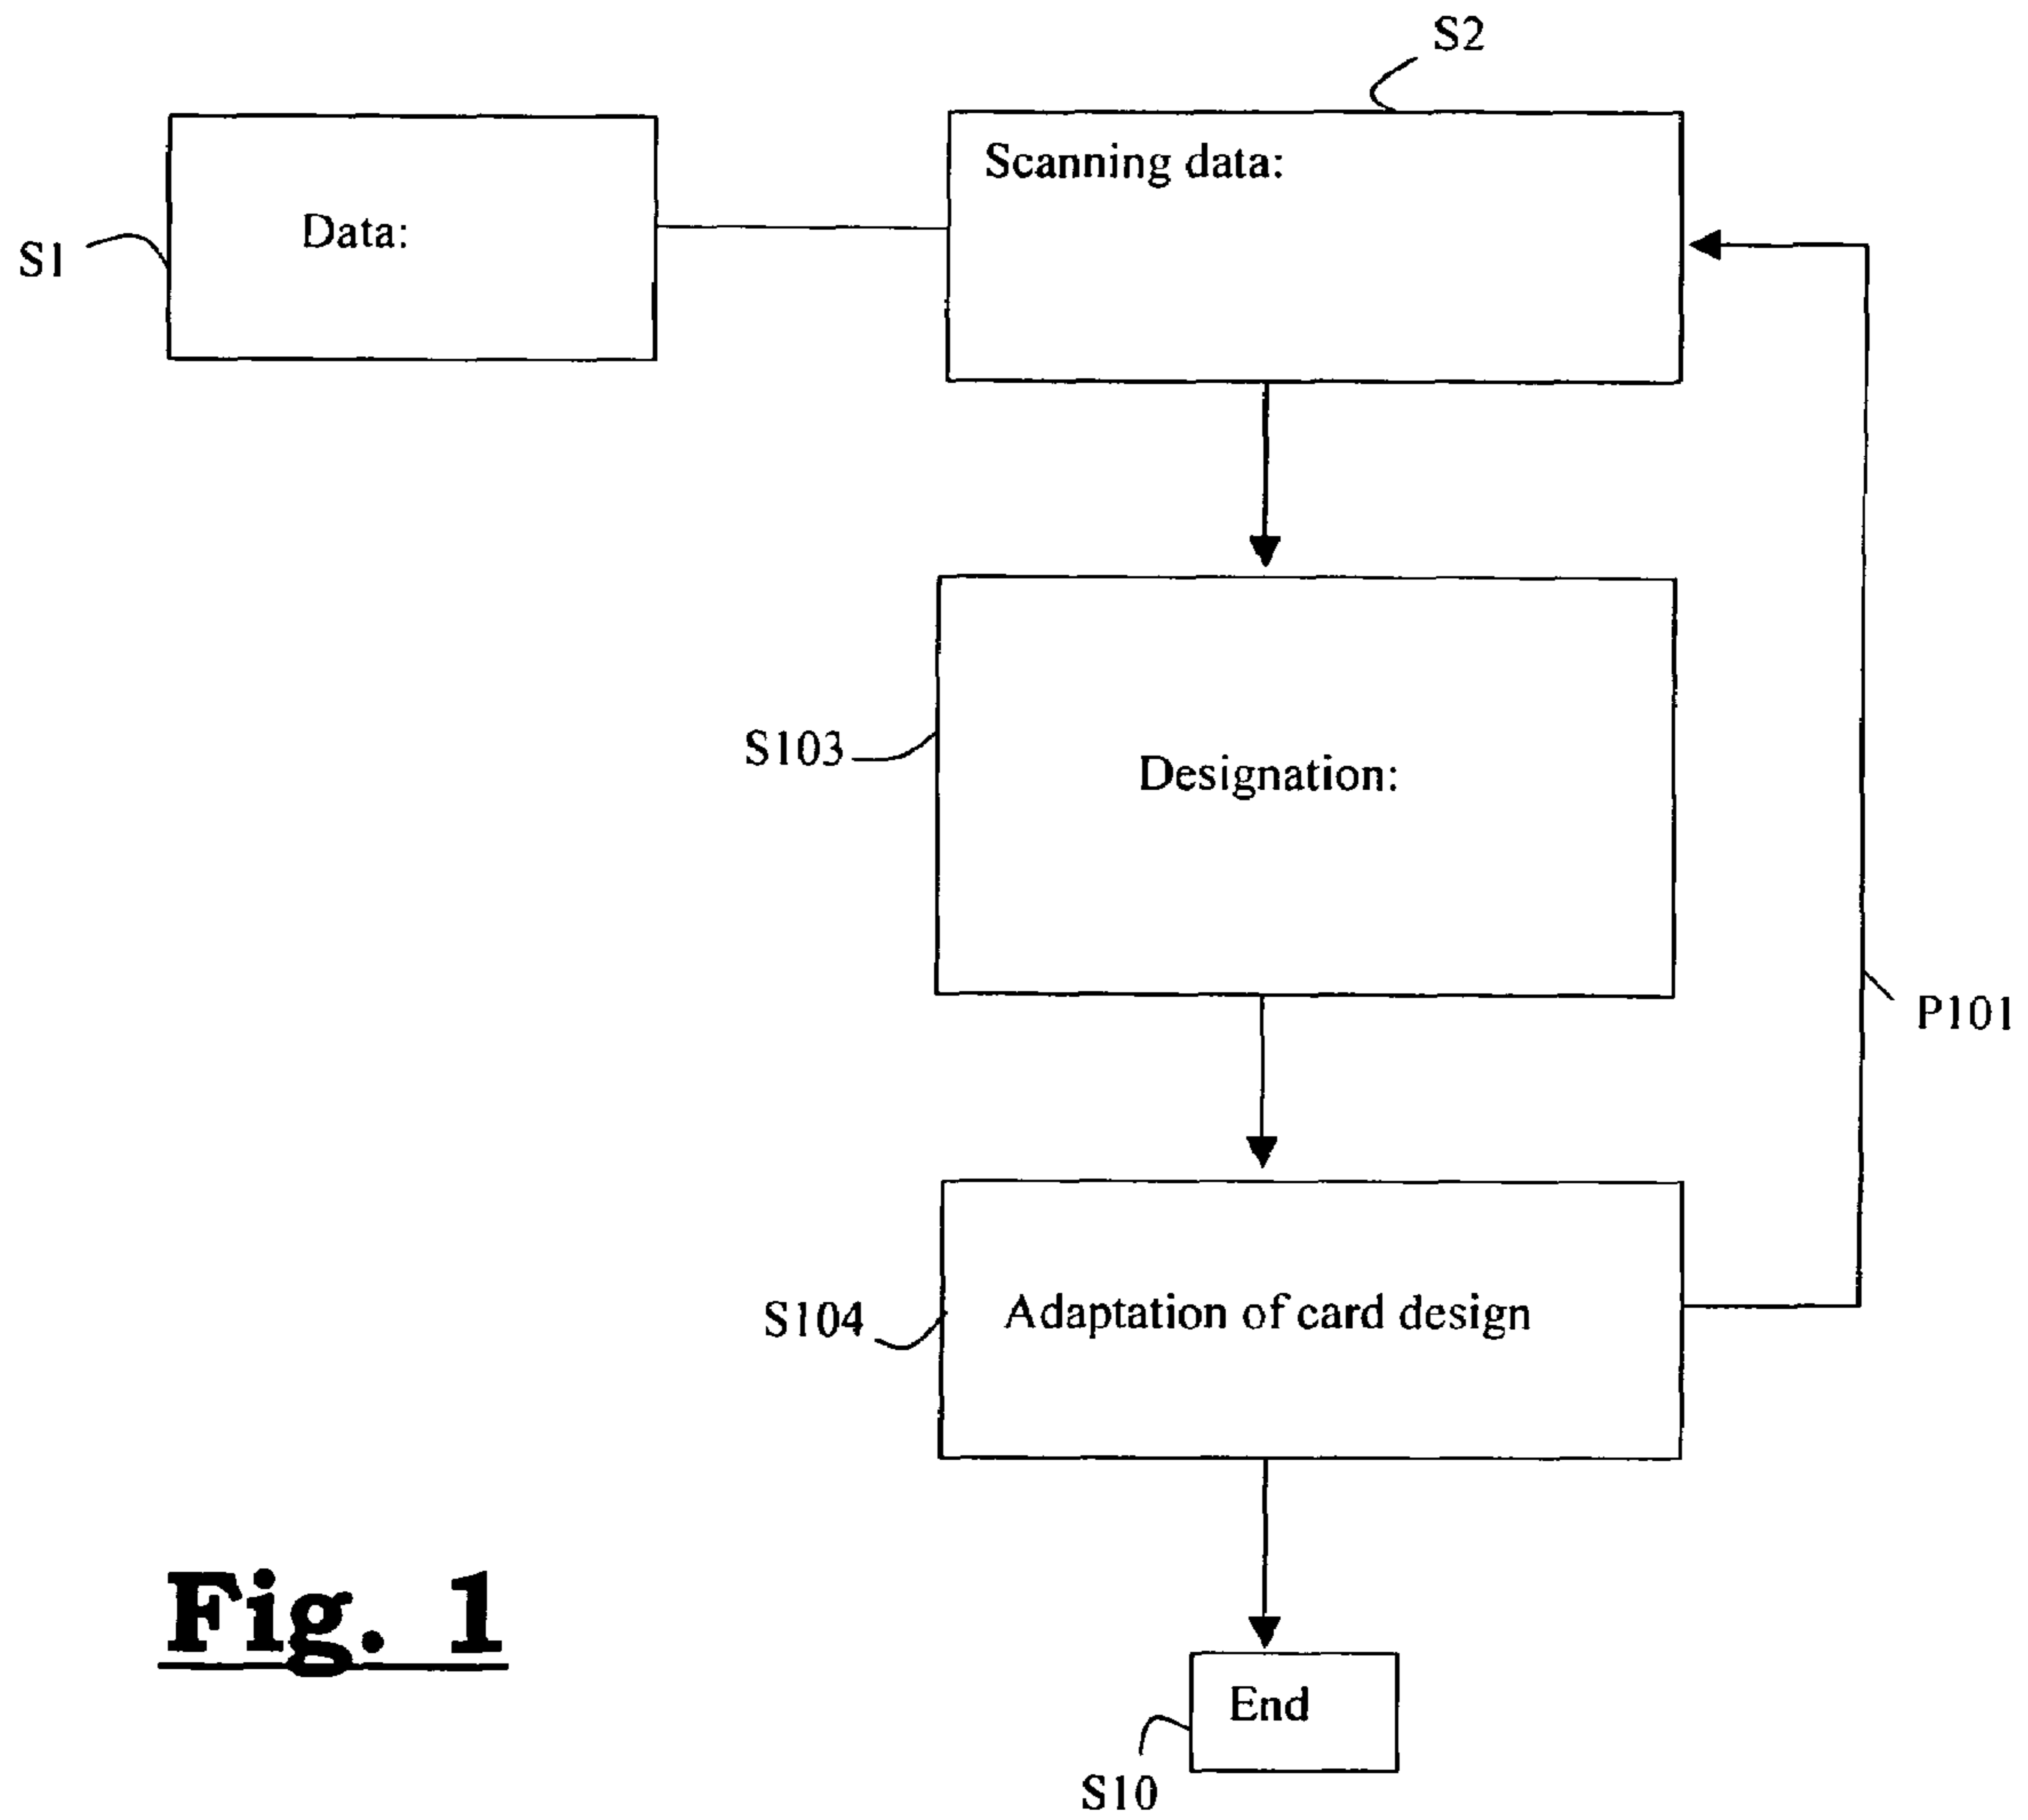 S2
Scanning data:
Data:
S1
S103
Designation:
P101
S104
Adaptation of card design
End
S10
Fig. 1